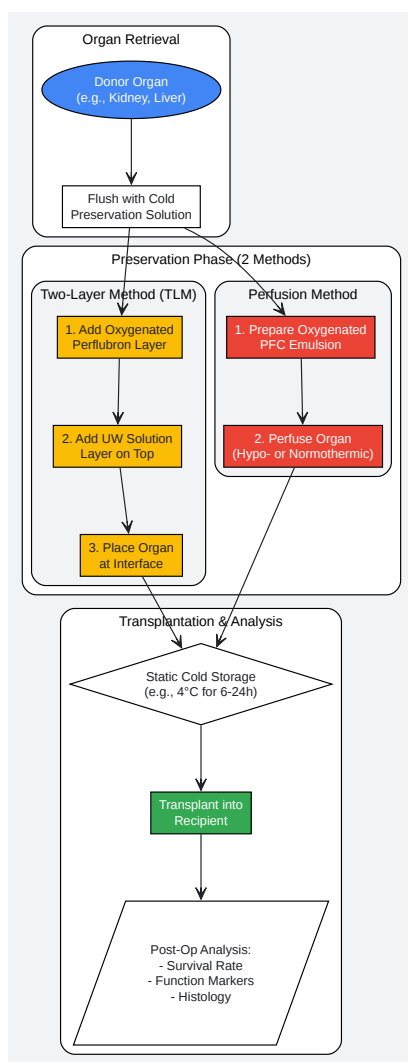 Organ Retrieval
Donor Organ
(e.g., Kidney, Liver)
Flush with Cold
Preservation Solution
Preservation Phase (2 Methods)
Two-Layer Method (TLM)
1. Add Oxygenated
Perflubron Layer
2. Add UW Solution
Layer on Top
3. Place Organ
at Interface
Perfusion Method
1. Prepare Oxygenated
PFC Emulsion
2. Perfuse Organ
(Hypo- or Normothermic)
Transplantation & Analysis
Static Cold Storage
(e.g., 4°C for 6-24h)
Transplant into
Recipient
Post-Op Analysis:
- Survival Rate
- Function Markers
- Histology